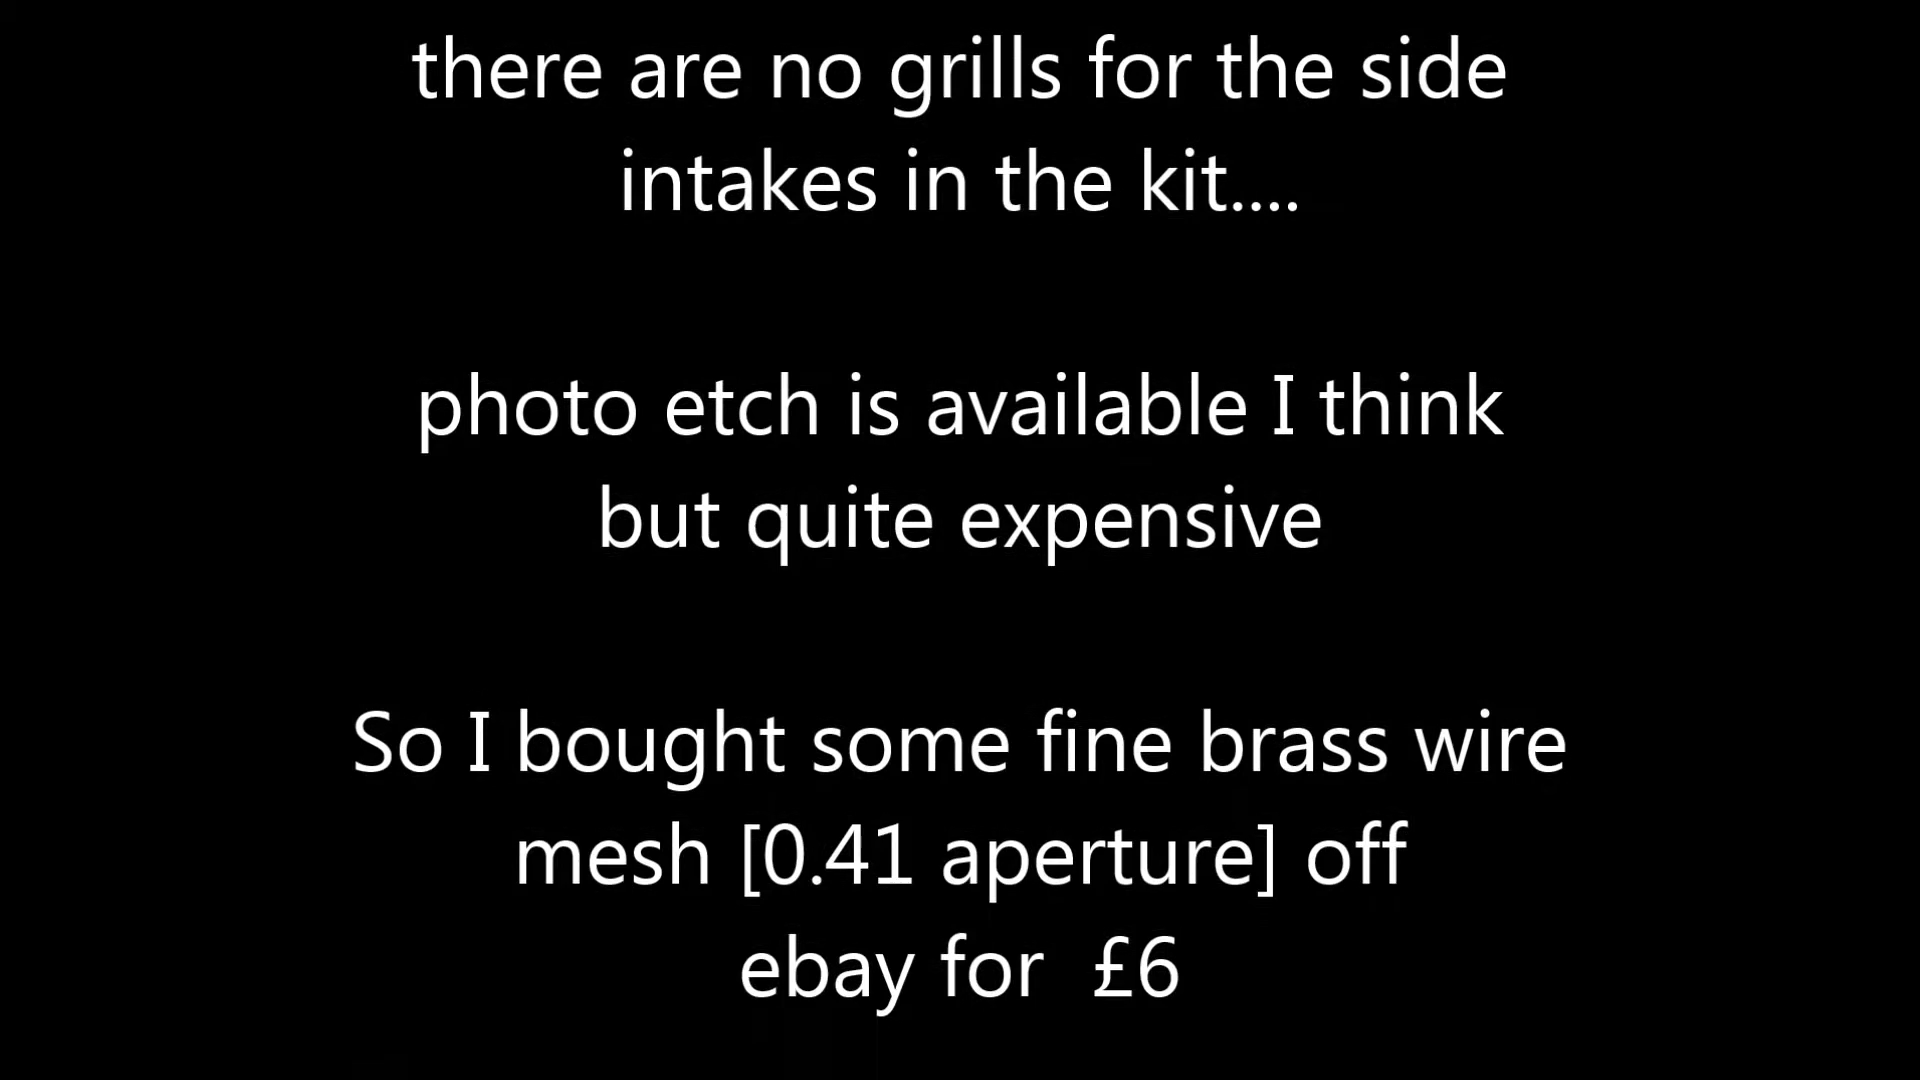 there are no grills for the side
intakes in the kit....
photo etch is available I think
but quite expensive
So I bought some fine brass wire
mesh [0.41 aperture] off
ebay for  £6